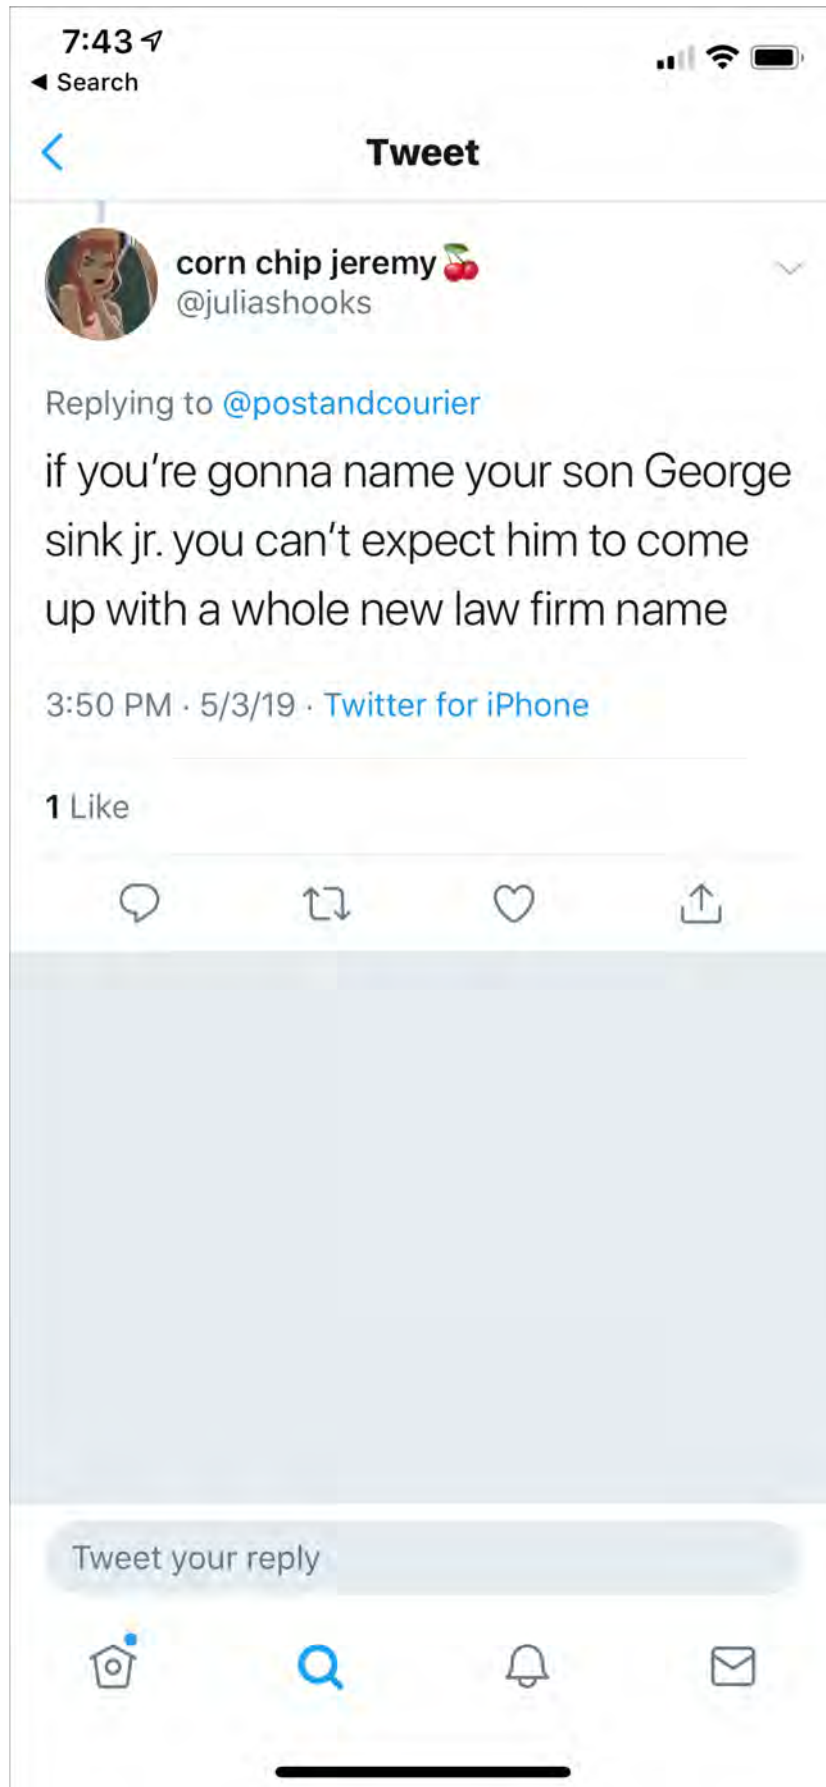 7:43
◀ Search
Tweet
corn chip jeremy🍒
@juliashooks
Replying to @postandcourier
if you're gonna name your son George
sink jr. you can't expect him to come
up with a whole new law firm name
3:50 PM · 5/3/19 · Twitter for iPhone
1 Like
Tweet your reply